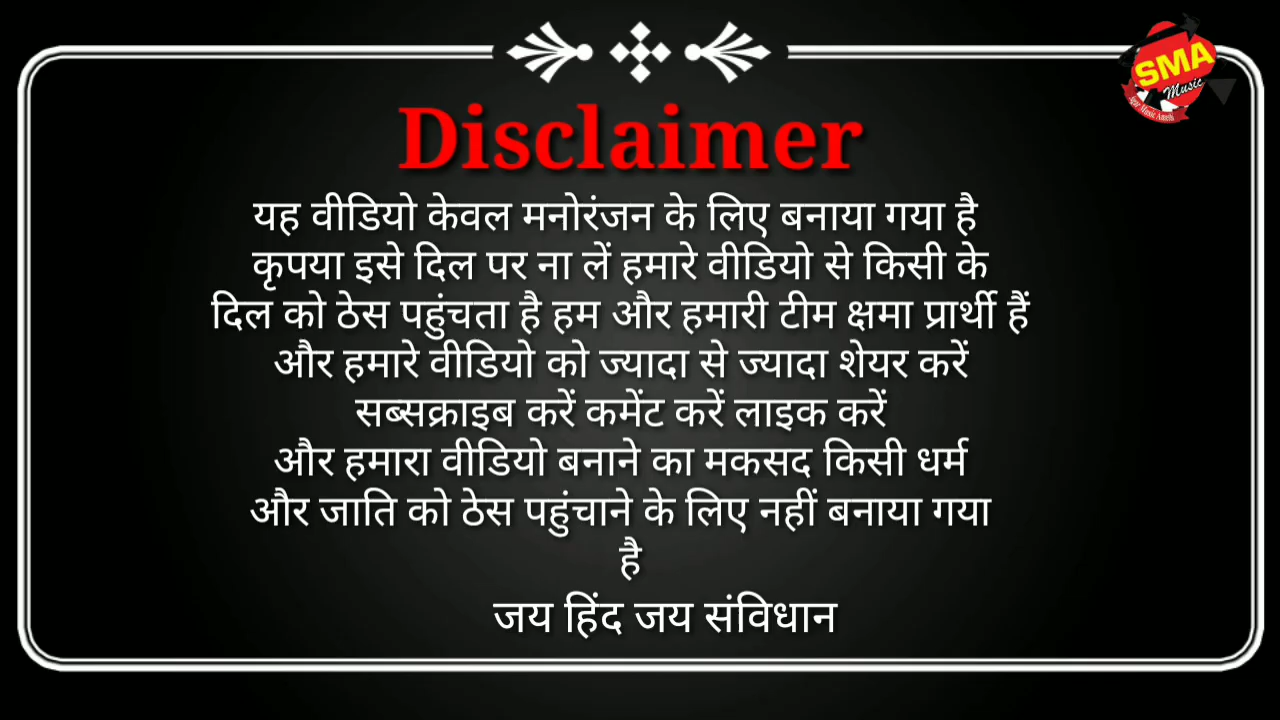 SMA
Music
Disclaimer
यह वीडियो केवल मनोरंजन के लिए बनाया गया है
कृपया इसे दिल पर ना लें हमारे वीडियो से किसी के
दिल को ठेस पहुंचता है हम और हमारी टीम क्षमा प्रार्थी हैं
और हमारे वीडियो को ज्यादा से ज्यादा शेयर करें
सब्सक्राइब करें कमेंट करें लाइक करें
और हमारा वीडियो बनाने का मकसद किसी धर्म
और जाति को ठेस पहुंचाने के लिए नहीं बनाया गया
है
जय हिंद जय संविधान